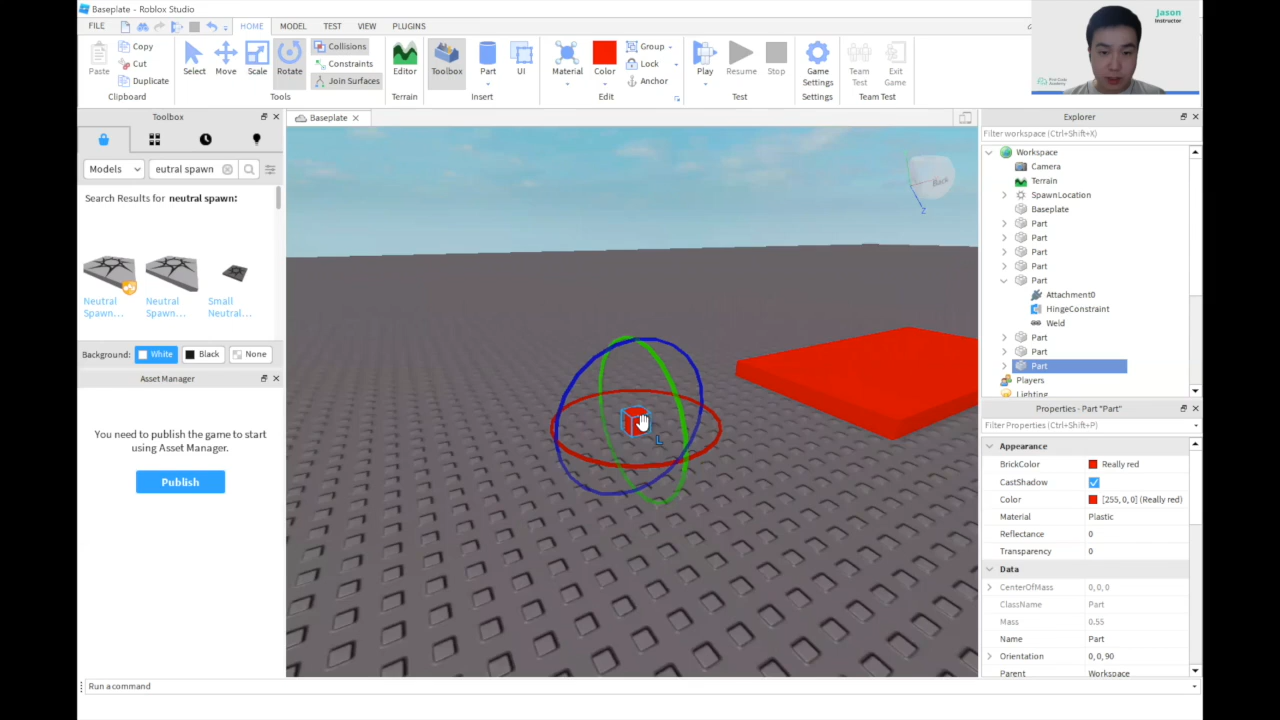 Baseplate - Roblox Studio
FILE HOME MODEL TEST VIEW PLUGINS
Jason
Instructor
Paste Copy Cut Duplicate
Clipboard
Select Move Scale Rotate Collisions Constraints Join Surfaces
Tools
Editor
Terrain
Toolbox Part UI
Insert
Material Color Group Lock Anchor
Edit
Play Resume Stop
Test
Game Settings
Settings
Team Test Exit Game
Team Test
Toolbox
Models eutral spawn
Search Results for neutral spawn:
Neutral Spawn...
Neutral Spawn...
Small Neutral...
Background: White Black None
Asset Manager
You need to publish the game to start
using Asset Manager.
Publish
Baseplate
Back
Z
L
Explorer
Filter workspace (Ctrl+Shift+X)
Workspace
Camera
Terrain
SpawnLocation
Baseplate
Part
Part
Part
Part
Part
Attachment0
HingeConstraint
Weld
Part
Part
Part
Players
Lighting
Properties - Part "Part"
Filter Properties (Ctrl+Shift+P)
Appearance
BrickColor Really red
CastShadow
Color [255, 0, 0] (Really red)
Material Plastic
Reflectance 0
Transparency 0
Data
CenterOfMass 0, 0, 0
ClassName Part
Mass 0.55
Name Part
Orientation 0, 0, 90
Parent Workspace
Run a command